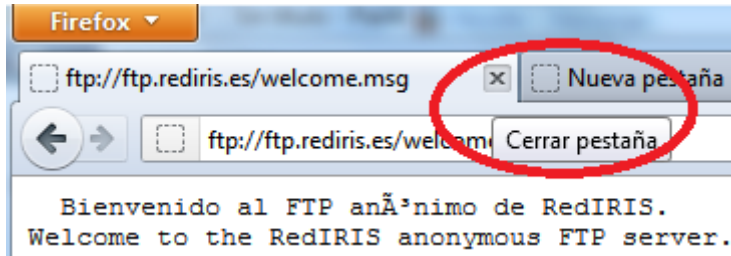 Firefox
ftp://ftp.rediris.es/welcome.msg
Nueva pestaña
ftp://ftp.rediris.es/welcom
Cerrar pestaña
Bienvenido al FTP anÃ³nimo de RedIRIS.
Welcome to the RedIRIS anonymous FTP server.